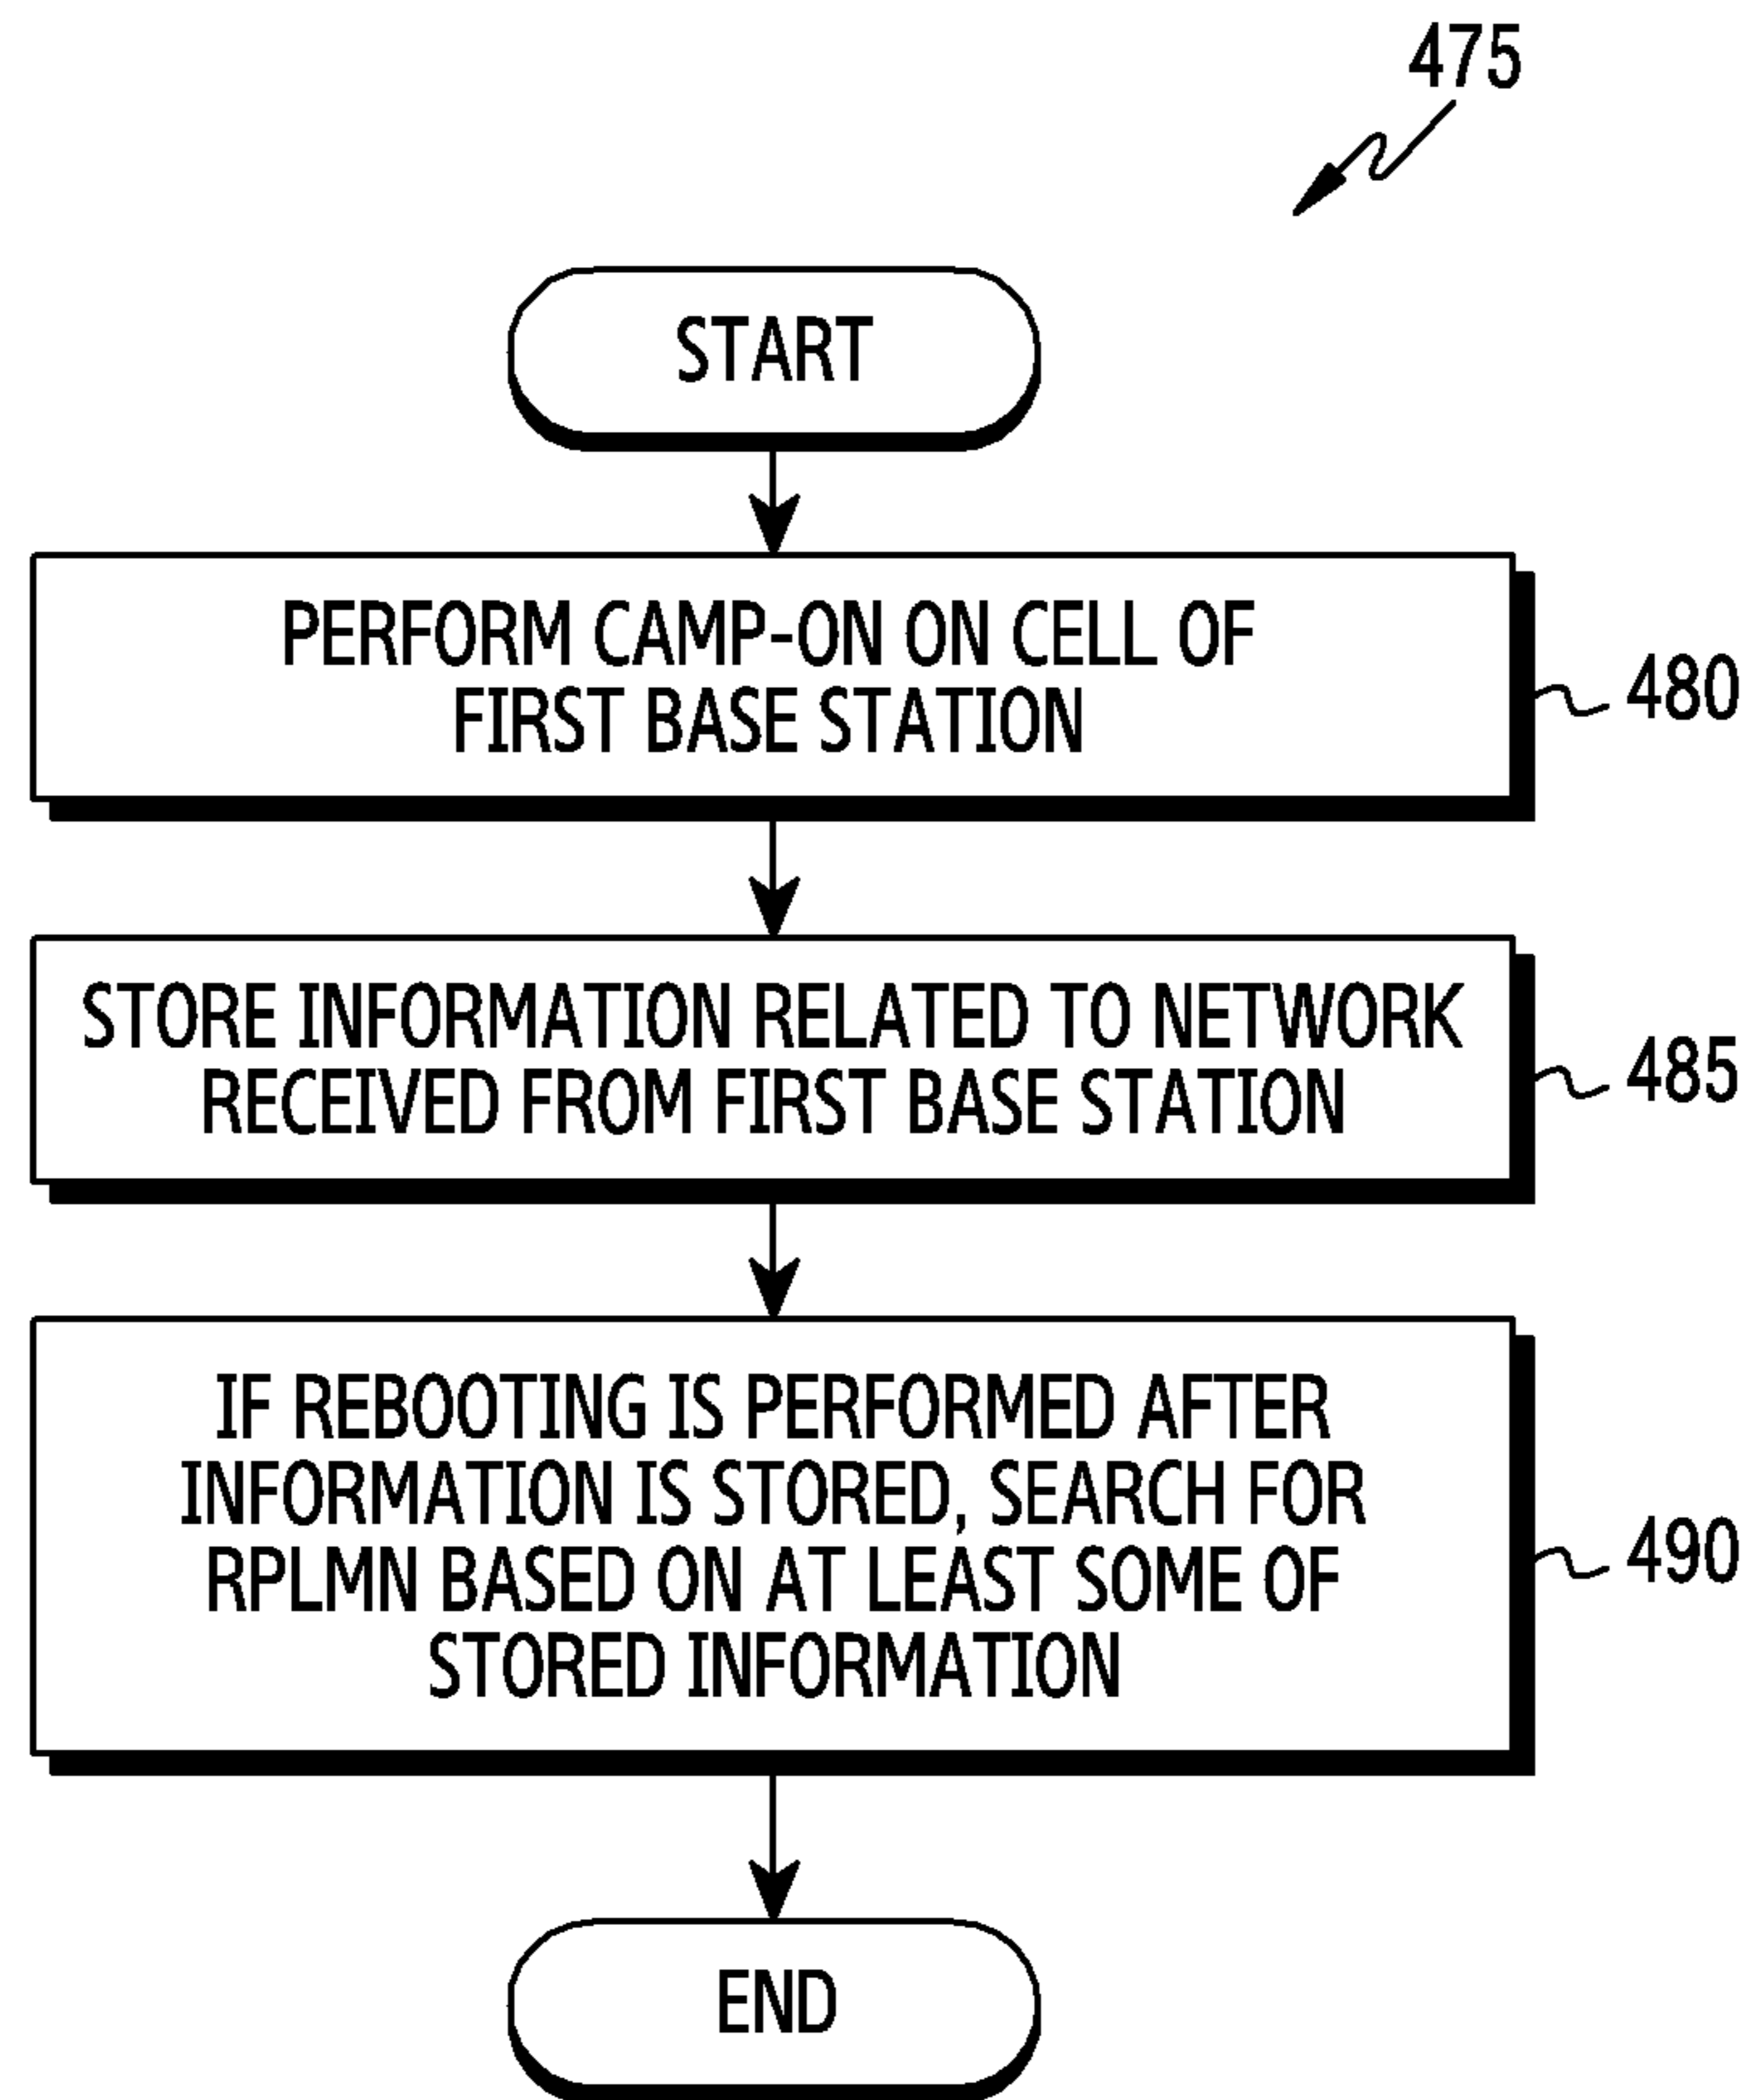 475
START
PERFORM CAMP-ON ON CELL OF
FIRST BASE STATION
480
STORE INFORMATION RELATED TO NETWORK
RECEIVED FROM FIRST BASE STATION
485
IF REBOOTING IS PERFORMED AFTER
INFORMATION IS STORED, SEARCH FOR
RPLMN BASED ON AT LEAST SOME OF
STORED INFORMATION
490
END